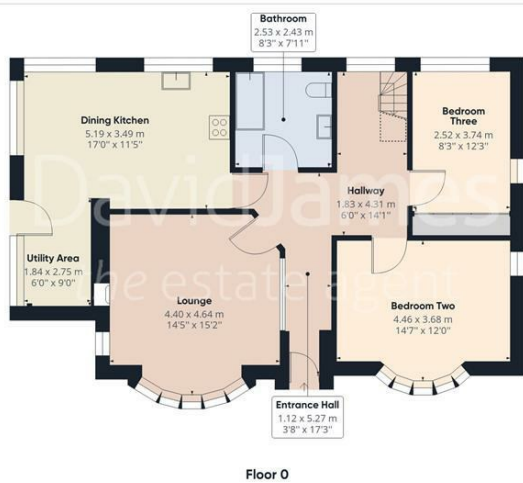 Bathroom
2.53 x 2.43 m
8'3" x 7'11"
Dining Kitchen
5.19 x 3.49 m
17'0" x 11'5"
Bedroom
Three
2.52 x 3.74 m
8'3" x 12'3"
Hallway
1.83 x 4.31 m
6'0" x 14'1"
DavidJames
the estate agent
Utility Area
1.84 x 2.75 m
6'0" x 9'0"
Lounge
4.40 x 4.64 m
14'5" x 15'2"
Bedroom Two
4.46 x 3.68 m
14'7" x 12'0"
Entrance Hall
1.12 x 5.27 m
3'8" x 17'3"
Floor 0